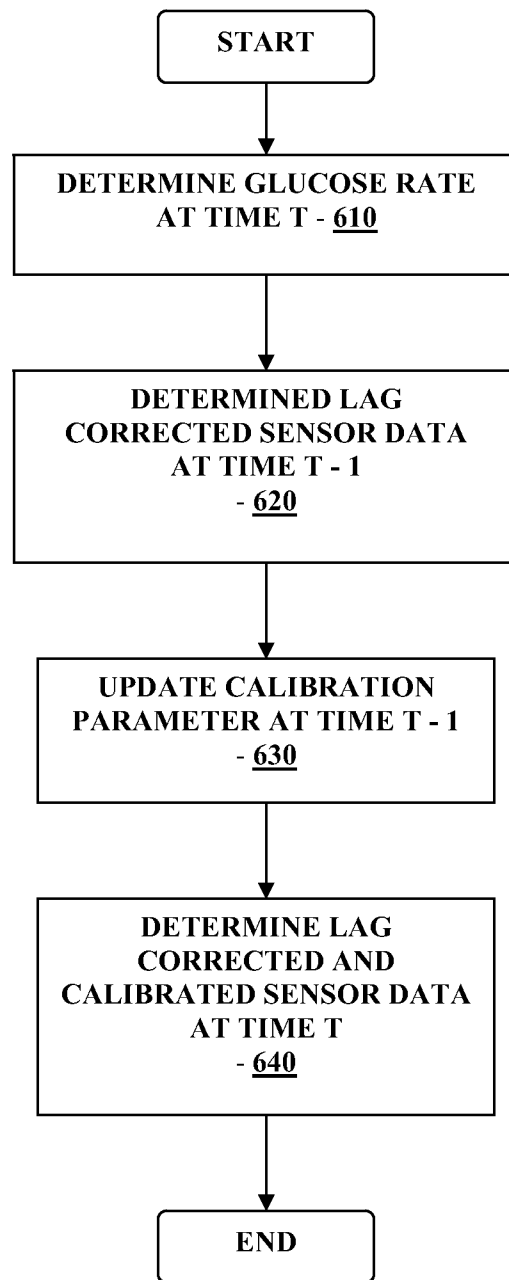 START
DETERMINE GLUCOSE RATE
AT TIME T - 610
DETERMINED LAG
CORRECTED SENSOR DATA
AT TIME T - 1
- 620
UPDATE CALIBRATION
PARAMETER AT TIME T - 1
- 630
DETERMINE LAG
CORRECTED AND
CALIBRATED SENSOR DATA
AT TIME T
- 640
END